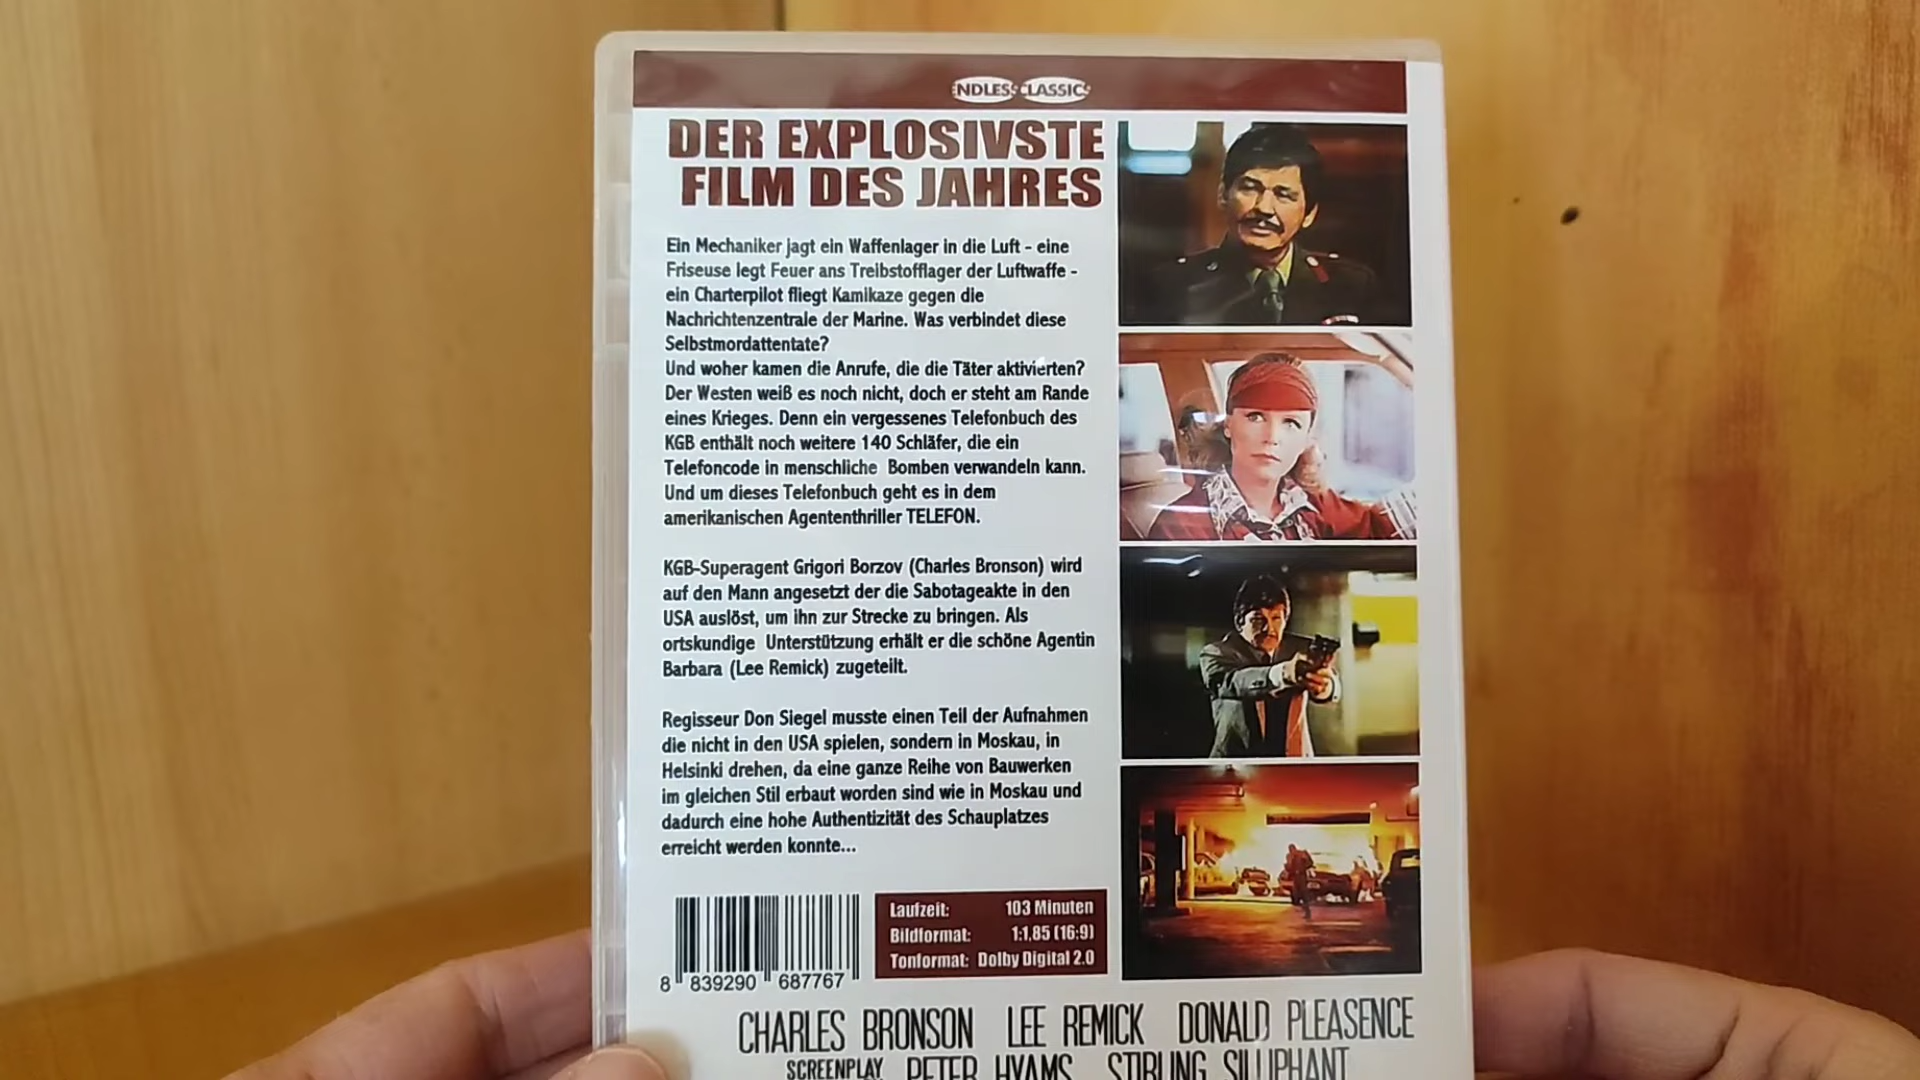 ENDLESS CLASSICS
DER EXPLOSIVSTE
FILM DES JAHRES
Ein Mechaniker jagt ein Waffenlager in die Luft - eine
Friseuse legt Feuer ans Treibstofflager der Luftwaffe -
ein Charterpilot fliegt Kamikaze gegen die
Nachrichtenzentrale der Marine. Was verbindet diese
Selbstmordattentate?
Und woher kamen die Anrufe, die die Täter aktivierten?
Der Westen weiß es noch nicht, doch er steht am Rande
eines Krieges. Denn ein vergessenes Telefonbuch des
KGB enthält noch weitere 140 Schläfer, die ein
Telefoncode in menschliche Bomben verwandeln kann.
Und um dieses Telefonbuch geht es in dem
amerikanischen Agententhriller TELEFON.
KGB-Superagent Grigori Borzov (Charles Bronson) wird
auf den Mann angesetzt der die Sabotageakte in den
USA auslöst, um ihn zur Strecke zu bringen. Als
ortskundige Unterstützung erhält er die schöne Agentin
Barbara (Lee Remick) zugeteilt.
Regisseur Don Siegel musste einen Teil der Aufnahmen
die nicht in den USA spielen, sondern in Moskau, in
Helsinki drehen, da eine ganze Reihe von Bauwerken
im gleichen Stil erbaut worden sind wie in Moskau und
dadurch eine hohe Authentizität des Schauplatzes
erreicht werden konnte...
Laufzeit: 103 Minuten
Bildformat: 1:1,85 (16:9)
Tonformat: Dolby Digital 2.0
8 839290 687767
CHARLES BRONSON LEE REMICK DONALD PLEASENCE
SCREENPLAY PETER HYAMS STIRLING SILLIPHANT